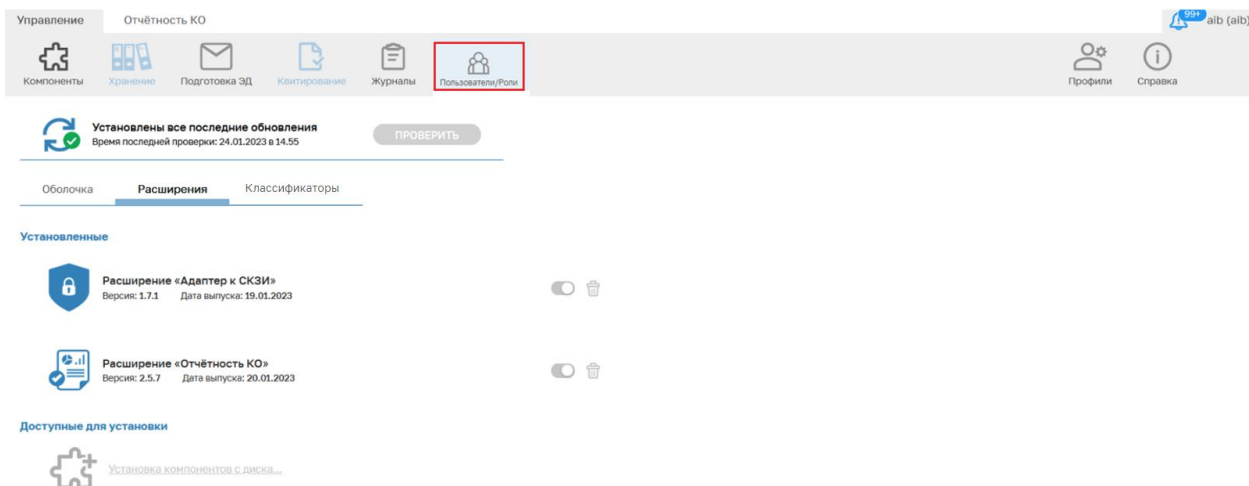 Управление Отчётность КО 99+ aib (aib)
Компоненты Хранение Подготовка ЭД Квитирование Журналы Пользователи/Роли Профили Справка
Установлены все последние обновления
Время последней проверки: 24.01.2023 в 14.55
ПРОВЕРИТЬ
Оболочка Расширения Классификаторы
Установленные
Расширение «Адаптер к СКЗИ»
Версия: 1.7.1 Дата выпуска: 19.01.2023
Расширение «Отчётность КО»
Версия: 2.5.7 Дата выпуска: 20.01.2023
Доступные для установки
Установка компонентов с диска...